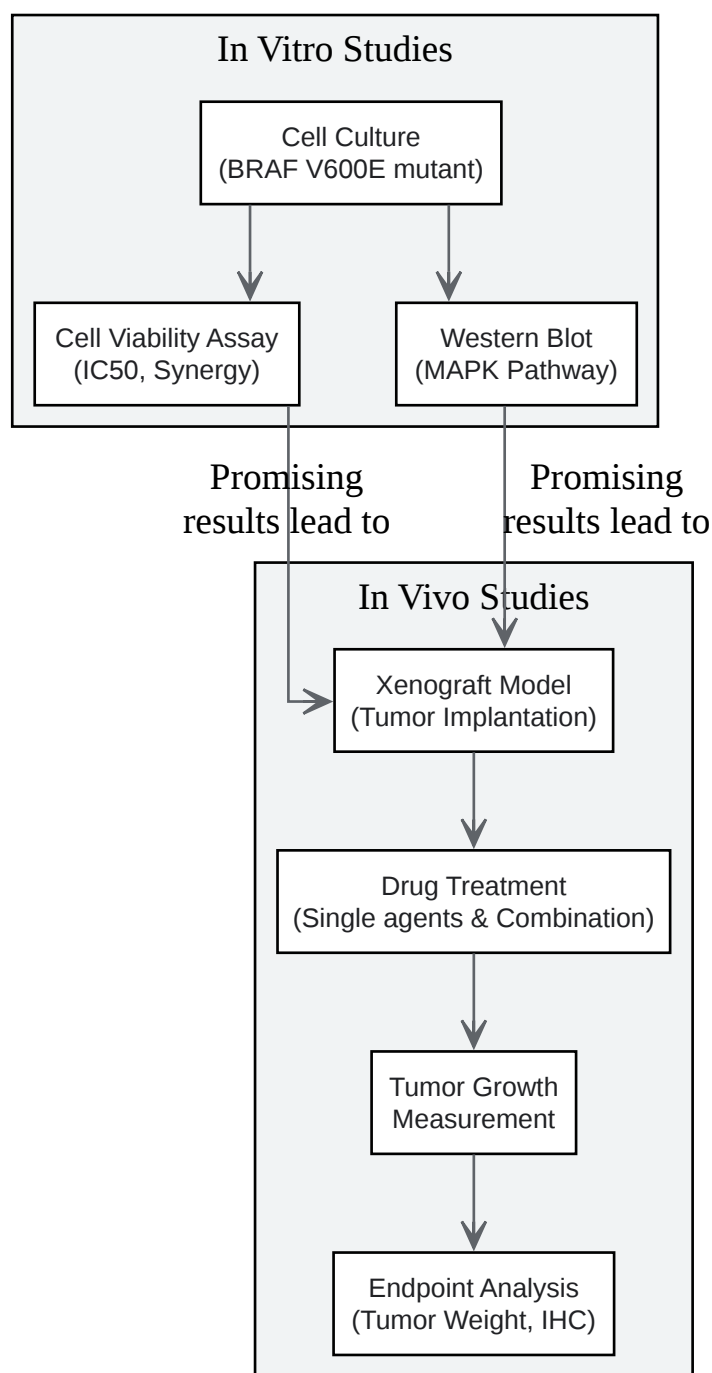 In Vitro Studies
Cell Culture
(BRAF V600E mutant)
Cell Viability Assay
(IC50, Synergy)
Western Blot
(MAPK Pathway)
Promising
results lead to
Promising
results lead to
In Vivo Studies
Xenograft Model
(Tumor Implantation)
Drug Treatment
(Single agents & Combination)
Tumor Growth
Measurement
Endpoint Analysis
(Tumor Weight, IHC)